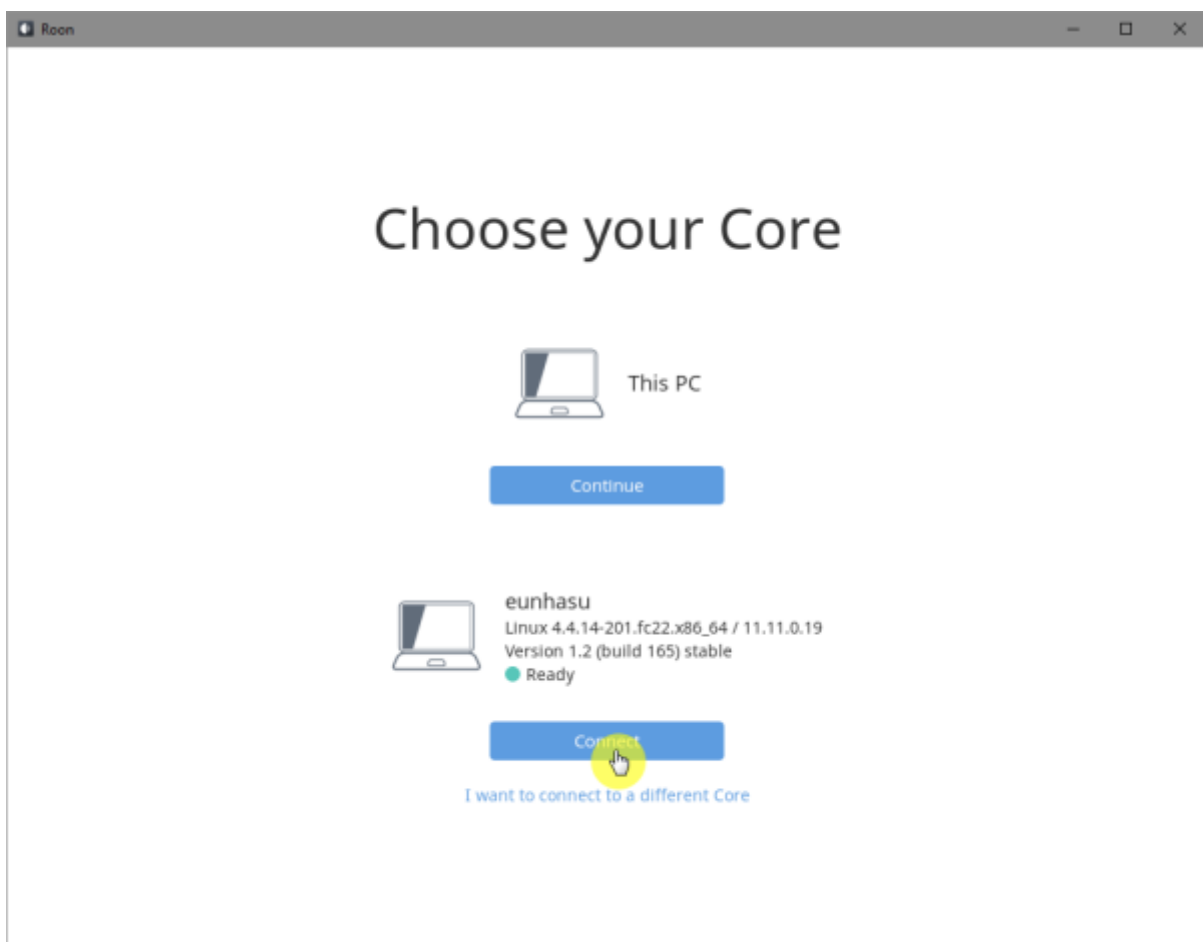 Roon
Choose your Core
This PC
Continue
eunhasu
Linux 4.4.14-201.fc22.x86_64 / 11.11.0.19
Version 1.2 (build 165) stable
Ready
Connect
I want to connect to a different Core